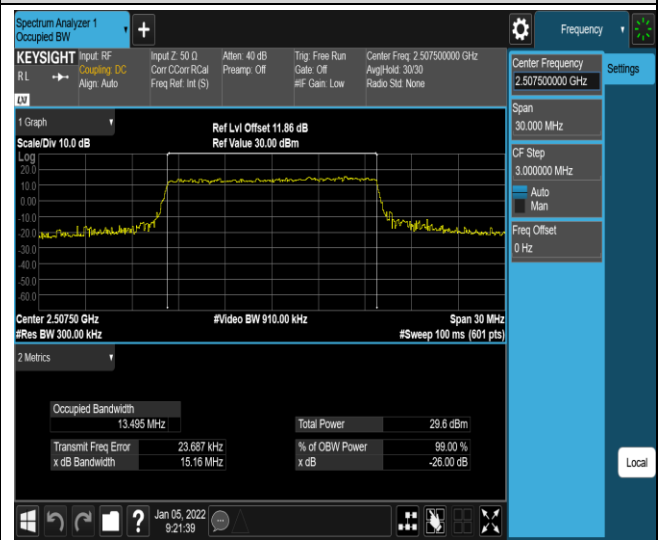 Spectrum Analyzer 1
Occupied BW
+
Frequency
KEYSIGHT
RL
LXI
Input: RF
Coupling: DC
Align: Auto
Input Z: 50 Ω
Corr CCorr RCal
Freq Ref: Int (S)
Atten: 40 dB
Preamp: Off
Trig: Free Run
Gate: Off
#IF Gain: Low
Center Freq: 2.507500000 GHz
Avg|Hold: 30/30
Radio Std: None
Center Frequency
2.507500000 GHz
Settings
Span
30.000 MHz
CF Step
3.000000 MHz
Auto
Man
Freq Offset
0 Hz
Local
1 Graph
Scale/Div 10.0 dB
Ref Lvl Offset 11.86 dB
Ref Value 30.00 dBm
Log
20.0
10.0
0.00
-10.0
-20.0
-30.0
-40.0
-50.0
-60.0
Center 2.50750 GHz
#Video BW 910.00 kHz
Span 30 MHz
#Res BW 300.00 kHz
#Sweep 100 ms (601 pts)
2 Metrics
Occupied Bandwidth
13.495 MHz
Total Power 29.6 dBm
Transmit Freq Error 23.687 kHz
% of OBW Power 99.00 %
x dB Bandwidth 15.16 MHz
x dB -26.00 dB
?
Jan 05, 2022
9:21:39